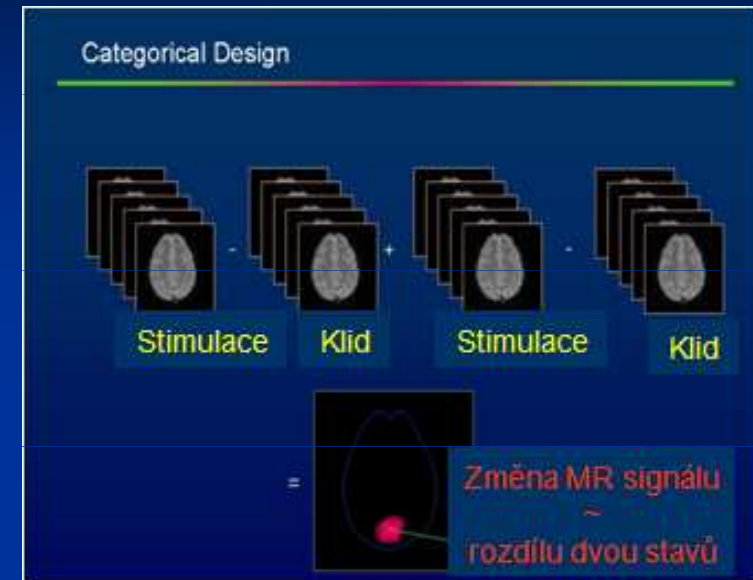 Categorical Design
- + -
Stimulace Klid Stimulace Klid
=
Změna MR signálu
~
rozdílu dvou stavů